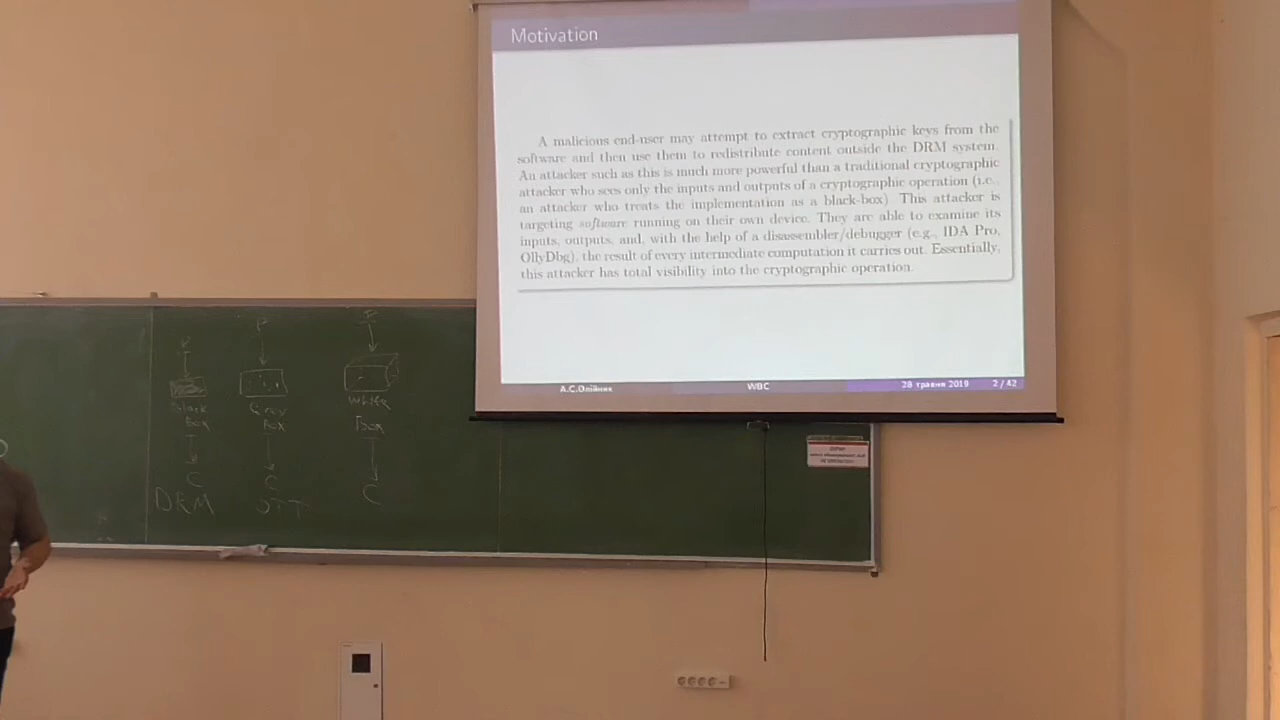 Motivation
A malicious end-user may attempt to extract cryptographic keys from the
software and then use them to redistribute content outside the DRM system.
An attacker such as this is much more powerful than a traditional cryptographic
attacker who sees only the inputs and outputs of a cryptographic operation (i.e.,
an attacker who treats the implementation as a black-box). This attacker is
targeting software running on their own device. They are able to examine its
inputs, outputs, and, with the help of a disassembler/debugger (e.g., IDA Pro,
OllyDbg), the result of every intermediate computation it carries out. Essentially,
this attacker has total visibility into the cryptographic operation.
А.С.Олійник WBC 28 травня 2019 2 / 42
P
Black
Box
C
DRM
P
Grey
Box
C
OTT
White
Box
C